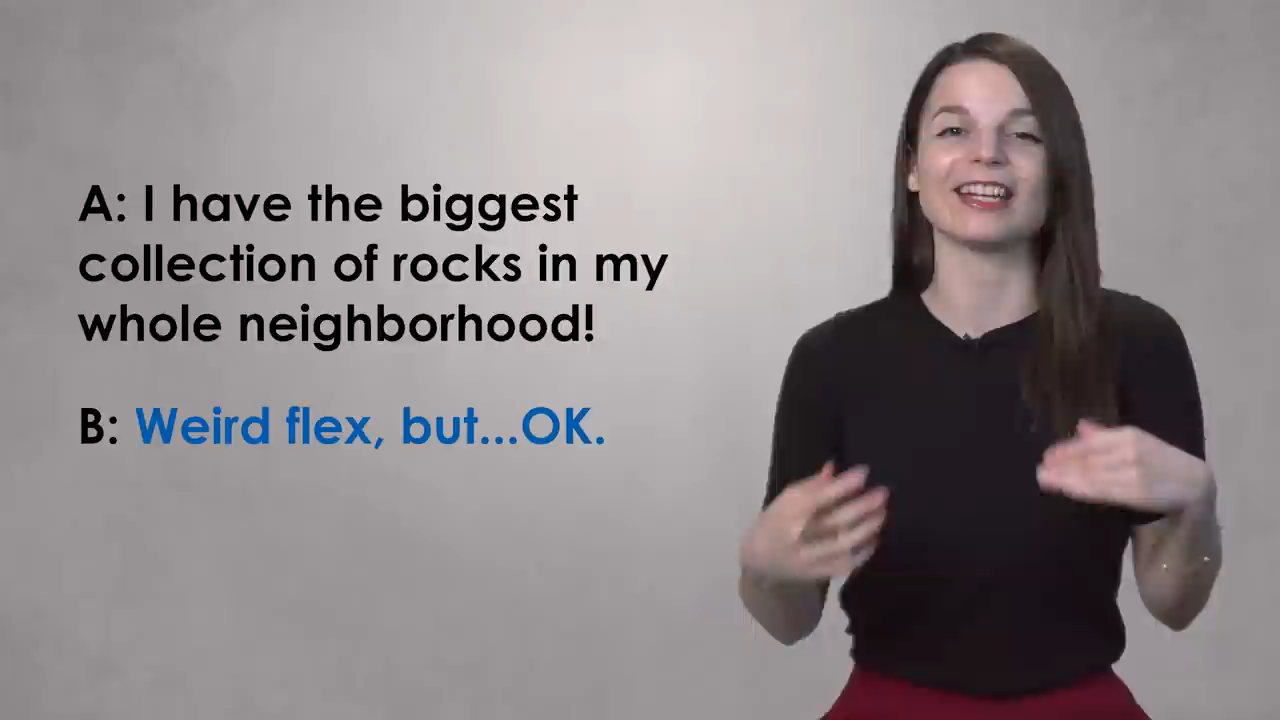 A: I have the biggest
collection of rocks in my
whole neighborhood!
B: Weird flex, but...OK.